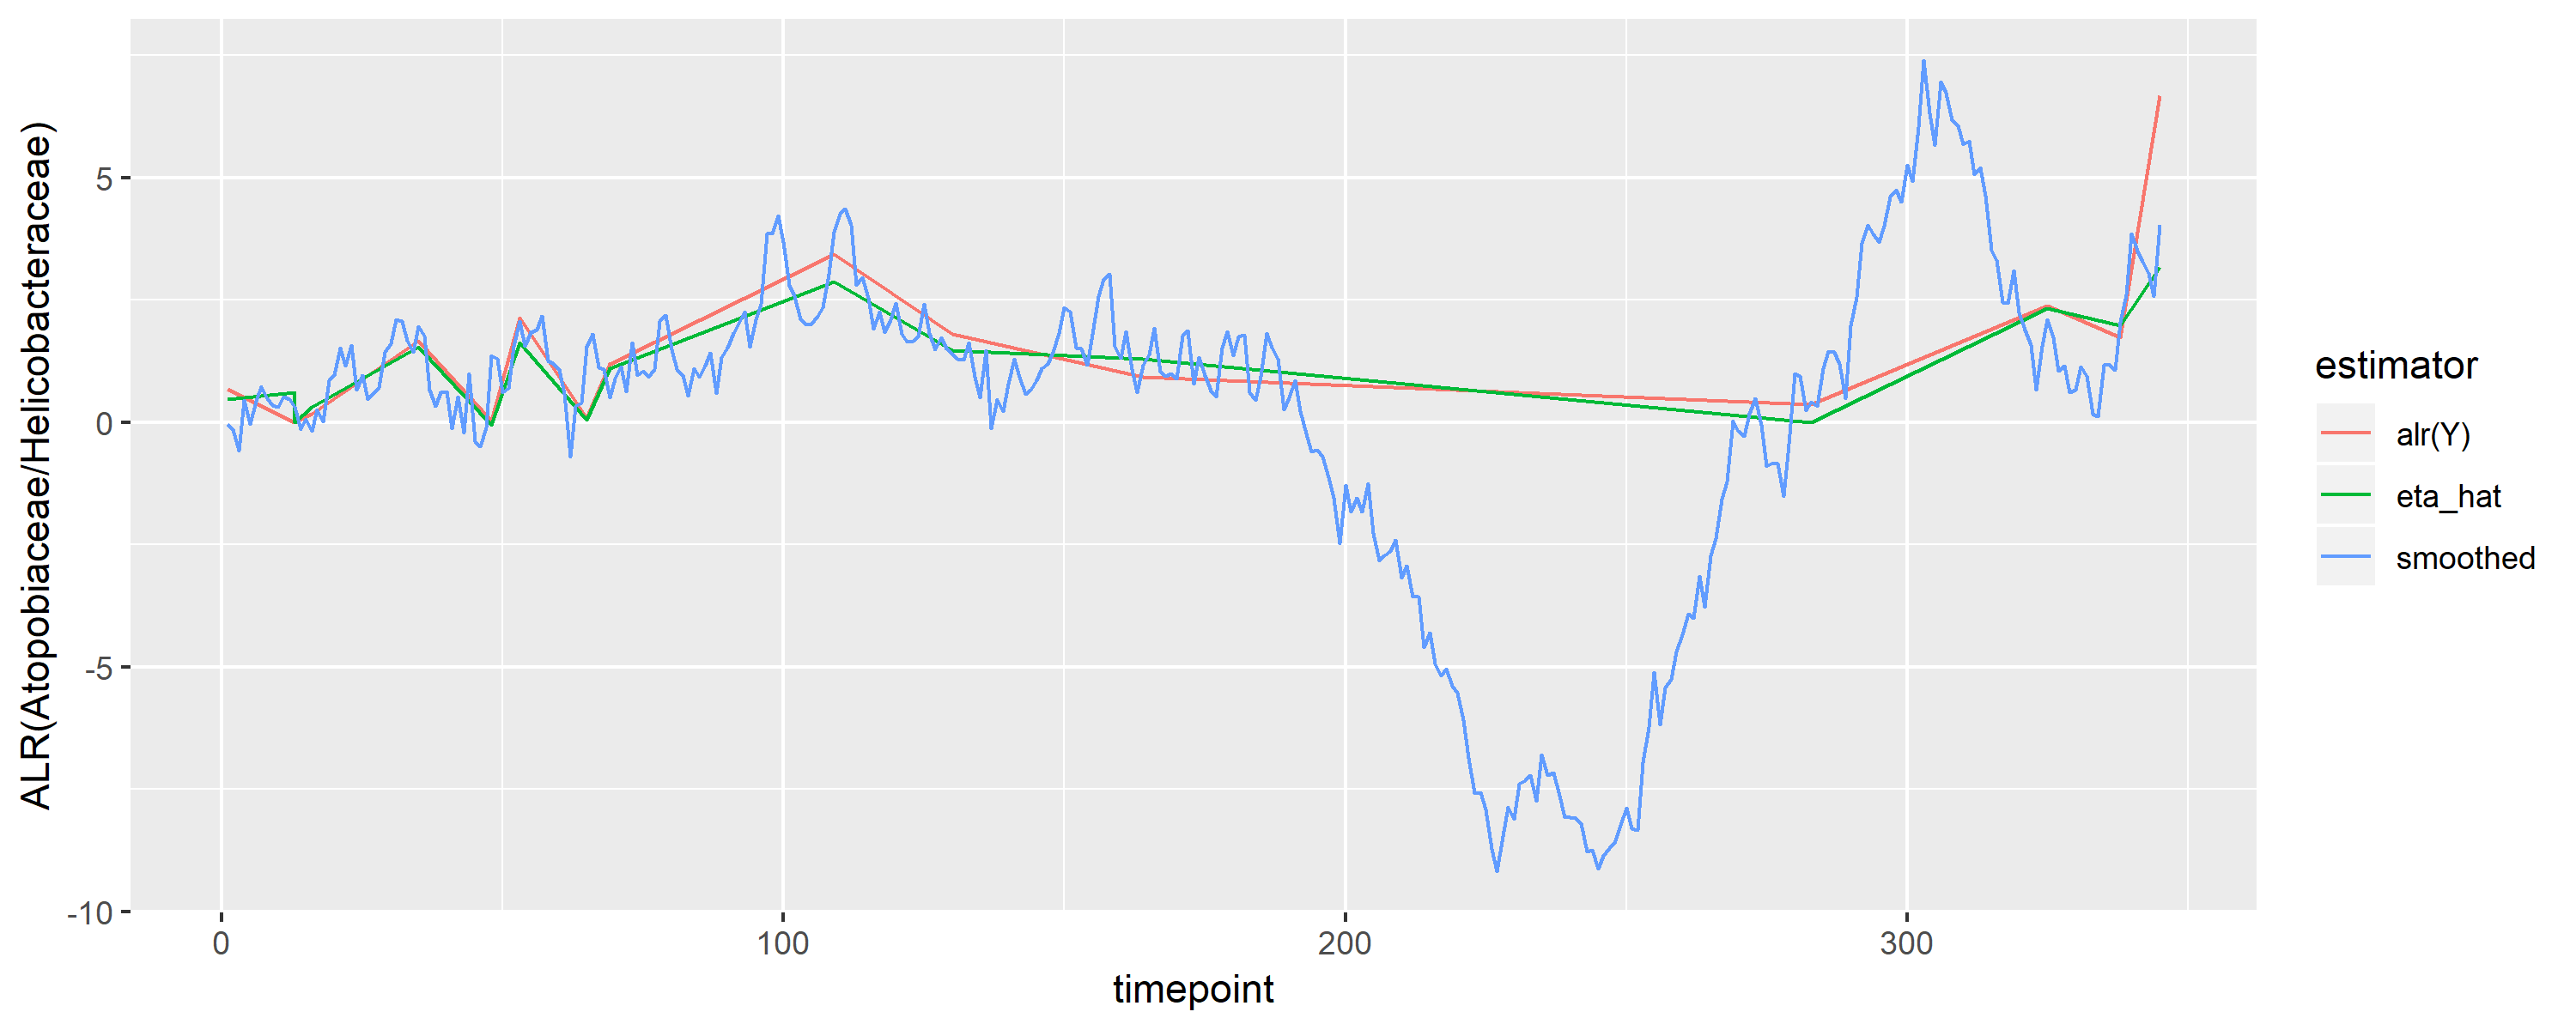 ALR(Atopobiaceae/Helicobacteraceae)
5
0
-5
-10
0 100 200 300
timepoint
estimator
alr(Y)
eta_hat
smoothed